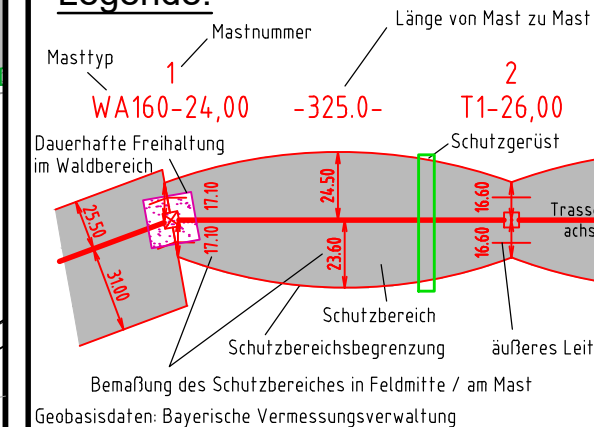 Legende:
Länge von Mast zu Mast
Mastnummer
Masttyp
1
2
WA160-24,00
-325.0-
T1-26,00
Dauerhafte Freihaltung
im Waldbereich
Schutzgerüst
25.50
31.00
17.10
17.10
24.50
23.60
16.60
16.60
Schutzbereich
Schutzbereichsbegrenzung
äußeres Leit
Bemaßung des Schutzbereiches in Feldmitte / am Mast
Geobasisdaten: Bayerische Vermessungsverwaltung